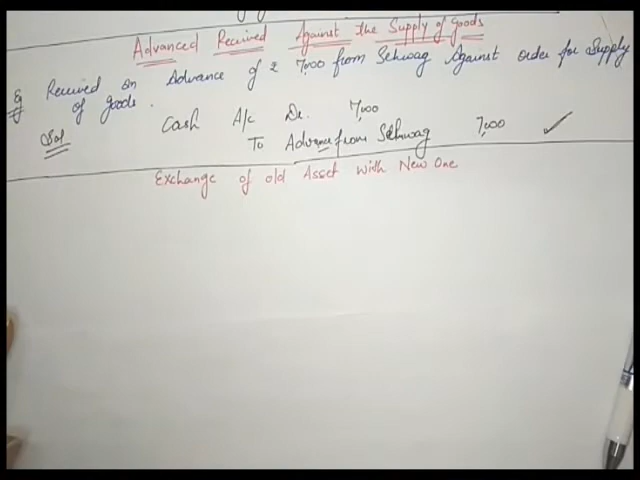 Advanced Received Against the Supply of Goods
Eg Received an Advance of ₹ 7,000 from Sehwag Against order for Supply
of goods.
Sol Cash A/c Dr. 7,000
To Advance from Sehwag 7,000
Exchange of old Asset with New One